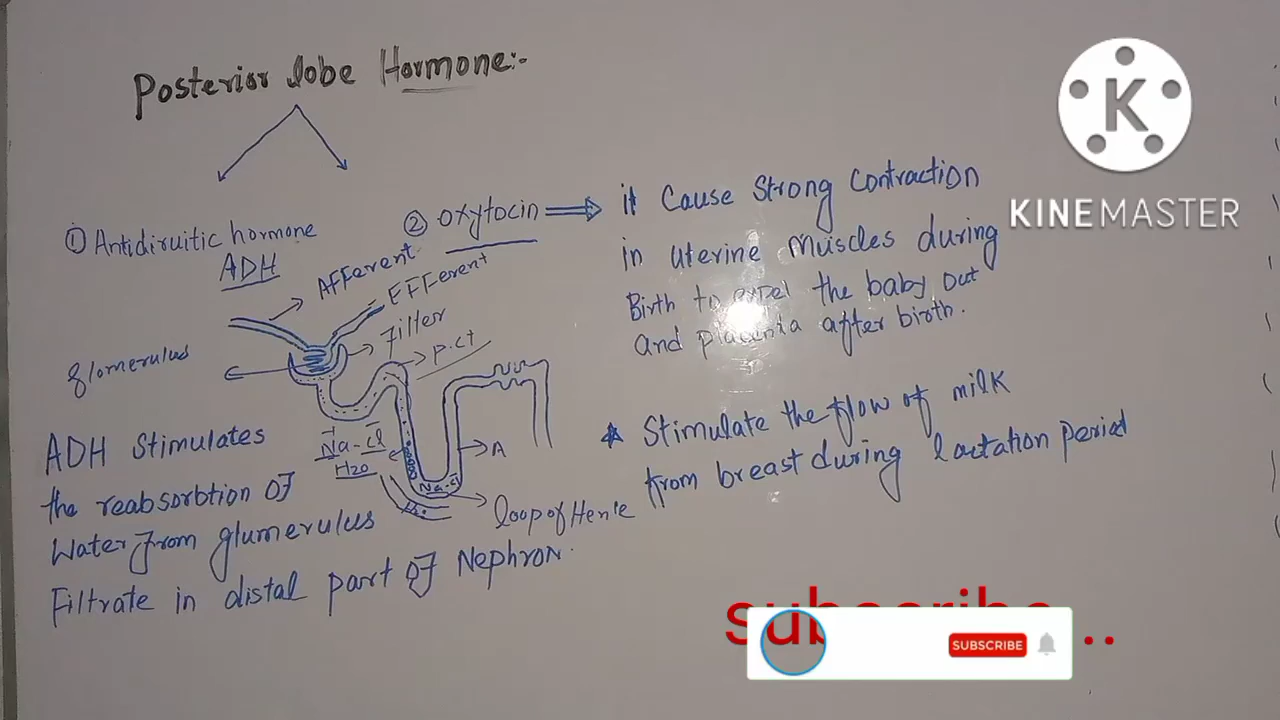 Posterior lobe Hormone:-
① Antidiruitic hormone
ADH
② Oxytocin
it Cause Strong Contraction
in uterine Muscles during
Birth to expel the baby out
and placenta after birth.
Afferent
Efferent
Filter
P.ct
glomerulus
Na-Cl
H2o
A
Na-Cl
loop of Henle
ADH Stimulates
the reabsorbtion of
Water from glumerulus
Filtrate in distal part of Nephron.
Stimulate the flow of milk
from breast during lactation period
K
KINEMASTER
subscribe...
SUBSCRIBE